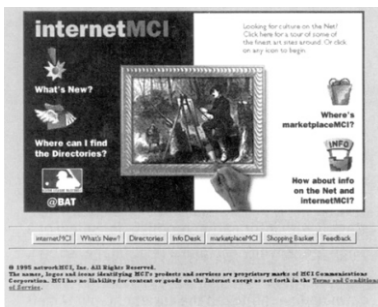 internetMCI
Looking for culture on the Net?
Click here for a tour of some of
the finest art sites around. Or click
on any icon to begin
What's New?
Where can I find
the Directories?
@BAT
Where's
marketplaceMCI?
INFO
How about info
on the Net and
internetMCI?
internetMCI What's New? Directories Info Desk marketplaceMCI Shopping Basket Feedback
© 1995 networkMCI, Inc. All Rights Reserved.
The names, logos and icons identifying MCI's products and services are proprietary marks of MCI Communications
Corporation. MCI has no liability for content or goods on the Internet except as set forth in the Terms and Conditions
of Service.